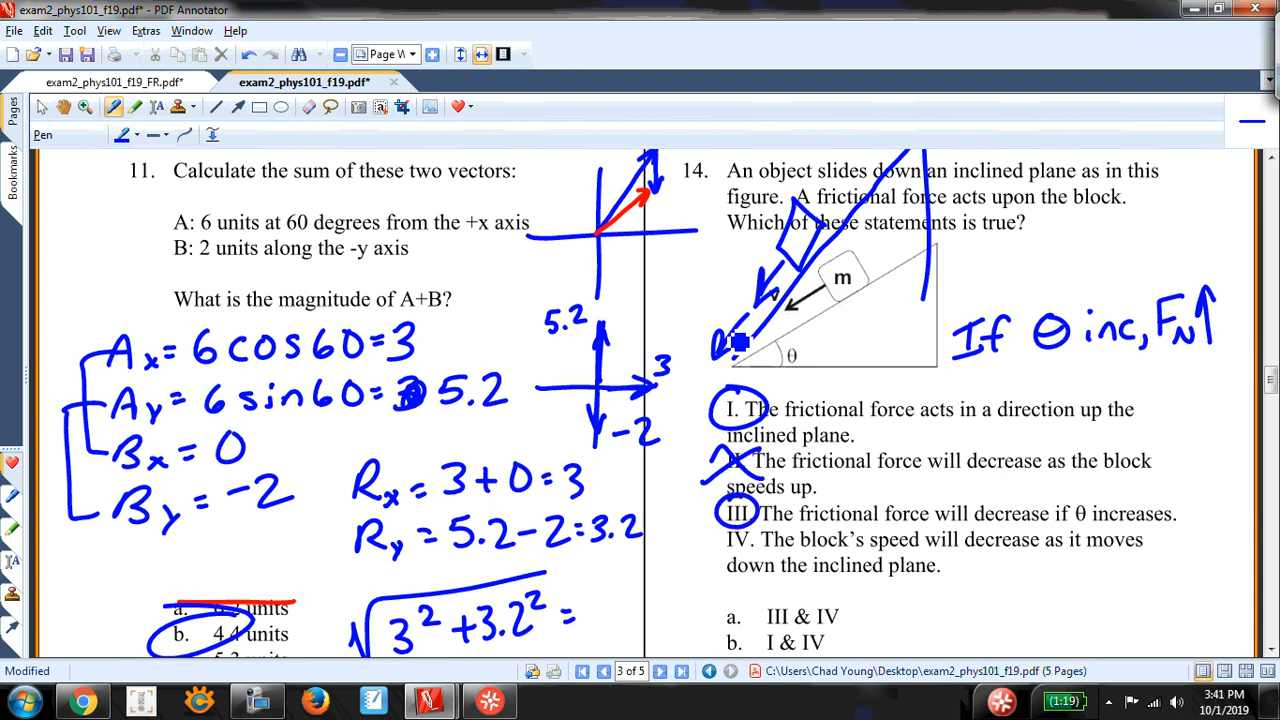 exam2_phys101_f19.pdf* - PDF Annotator
File Edit Tool View Extras Window Help
Page W
exam2_phys101_f19_FR.pdf*
exam2_phys101_f19.pdf*
Pen
Pages
Bookmarks
11. Calculate the sum of these two vectors:
A: 6 units at 60 degrees from the +x axis
B: 2 units along the -y axis
What is the magnitude of A+B?
Ax = 6 cos 60 = 3
Ay = 6 sin 60 = 5.2
Bx = 0
By = -2
5.2
3
-2
Rx = 3 + 0 = 3
Ry = 5.2 - 2 = 3.2
√3² + 3.2² =
a. units
b. 4.4 units
14. An object slides down an inclined plane as in this
figure. A frictional force acts upon the block.
Which of these statements is true?
m
v
θ
If θ inc, FN↑
I. The frictional force acts in a direction up the
inclined plane.
II. The frictional force will decrease as the block
speeds up.
III. The frictional force will decrease if θ increases.
IV. The block's speed will decrease as it moves
down the inclined plane.
a. III & IV
b. I & IV
Modified
3 of 5
C:\Users\Chad Young\Desktop\exam2_phys101_f19.pdf (5 Pages)
(1:19)
3:41 PM
10/1/2019